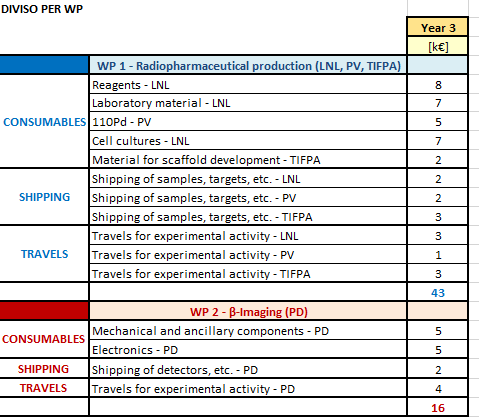 DIVISO PER WP
Year 3
[k€]
WP 1 - Radiopharmaceutical production (LNL, PV, TIFPA)
CONSUMABLES
Reagents - LNL 8
Laboratory material - LNL 7
110Pd - PV 5
Cell cultures - LNL 7
Material for scaffold development - TIFPA 2
SHIPPING
Shipping of samples, targets, etc. - LNL 2
Shipping of samples, targets, etc. - PV 2
Shipping of samples, targets, etc. - TIFPA 3
TRAVELS
Travels for experimental activity - LNL 3
Travels for experimental activity - PV 1
Travels for experimental activity - TIFPA 3
43
WP 2 - β-Imaging (PD)
CONSUMABLES
Mechanical and ancillary components - PD 5
Electronics - PD 5
SHIPPING Shipping of detectors, etc. - PD 2
TRAVELS Travels for experimental activity - PD 4
16